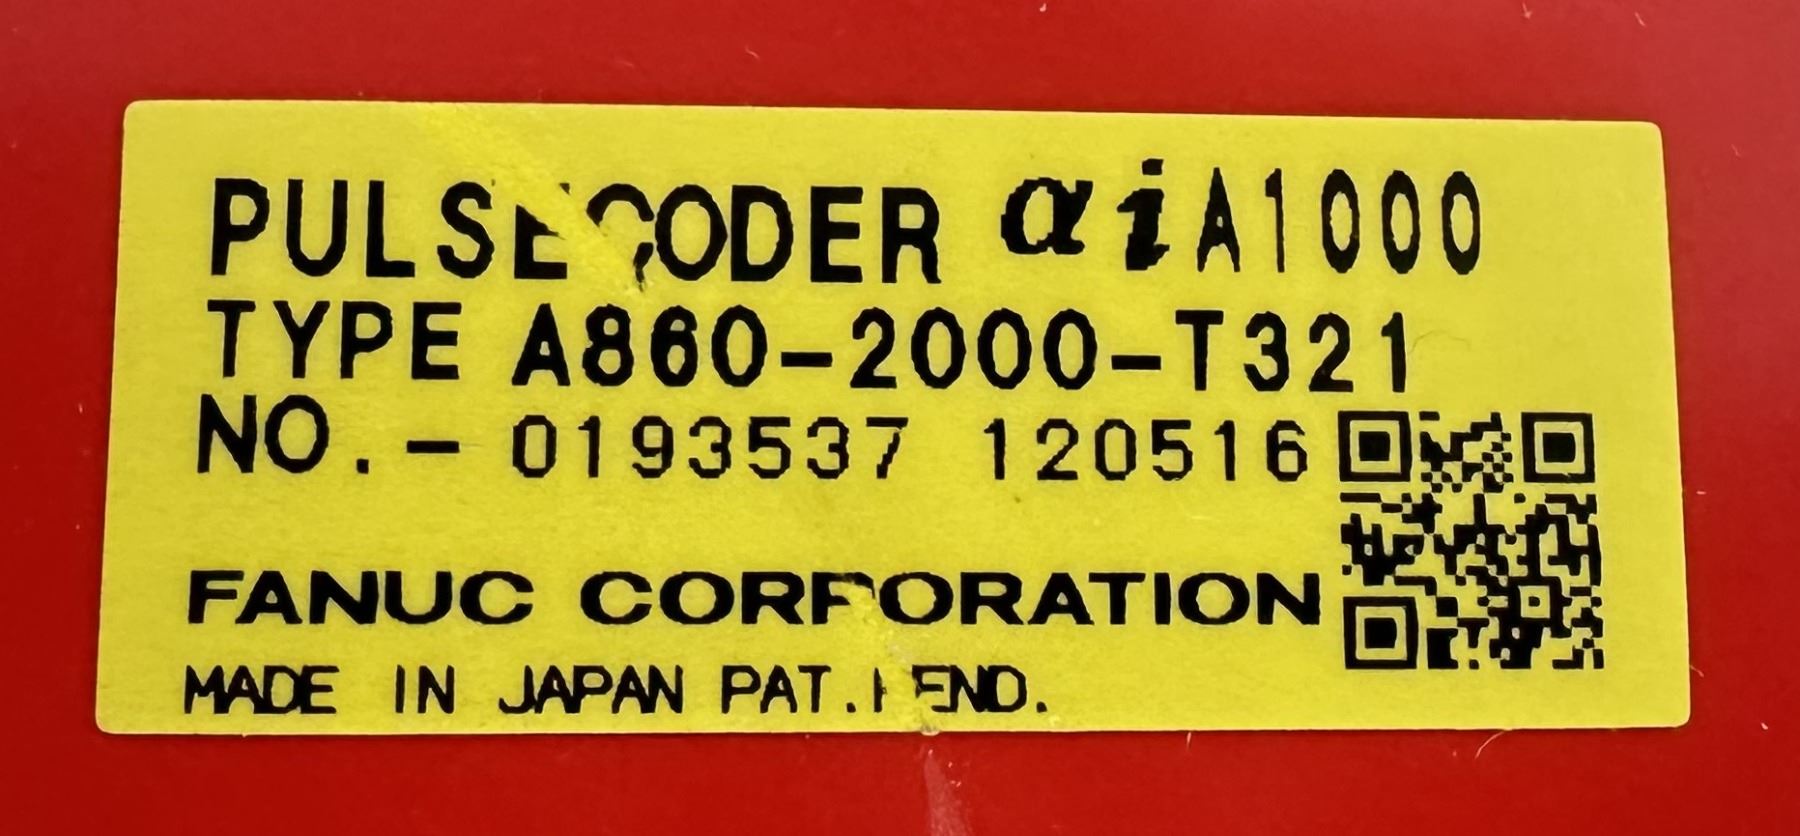 PULSECODER αiA1000
TYPE A860-2000-T321
NO.- 0193537 120516
FANUC CORPORATION
MADE IN JAPAN PAT.PEND.